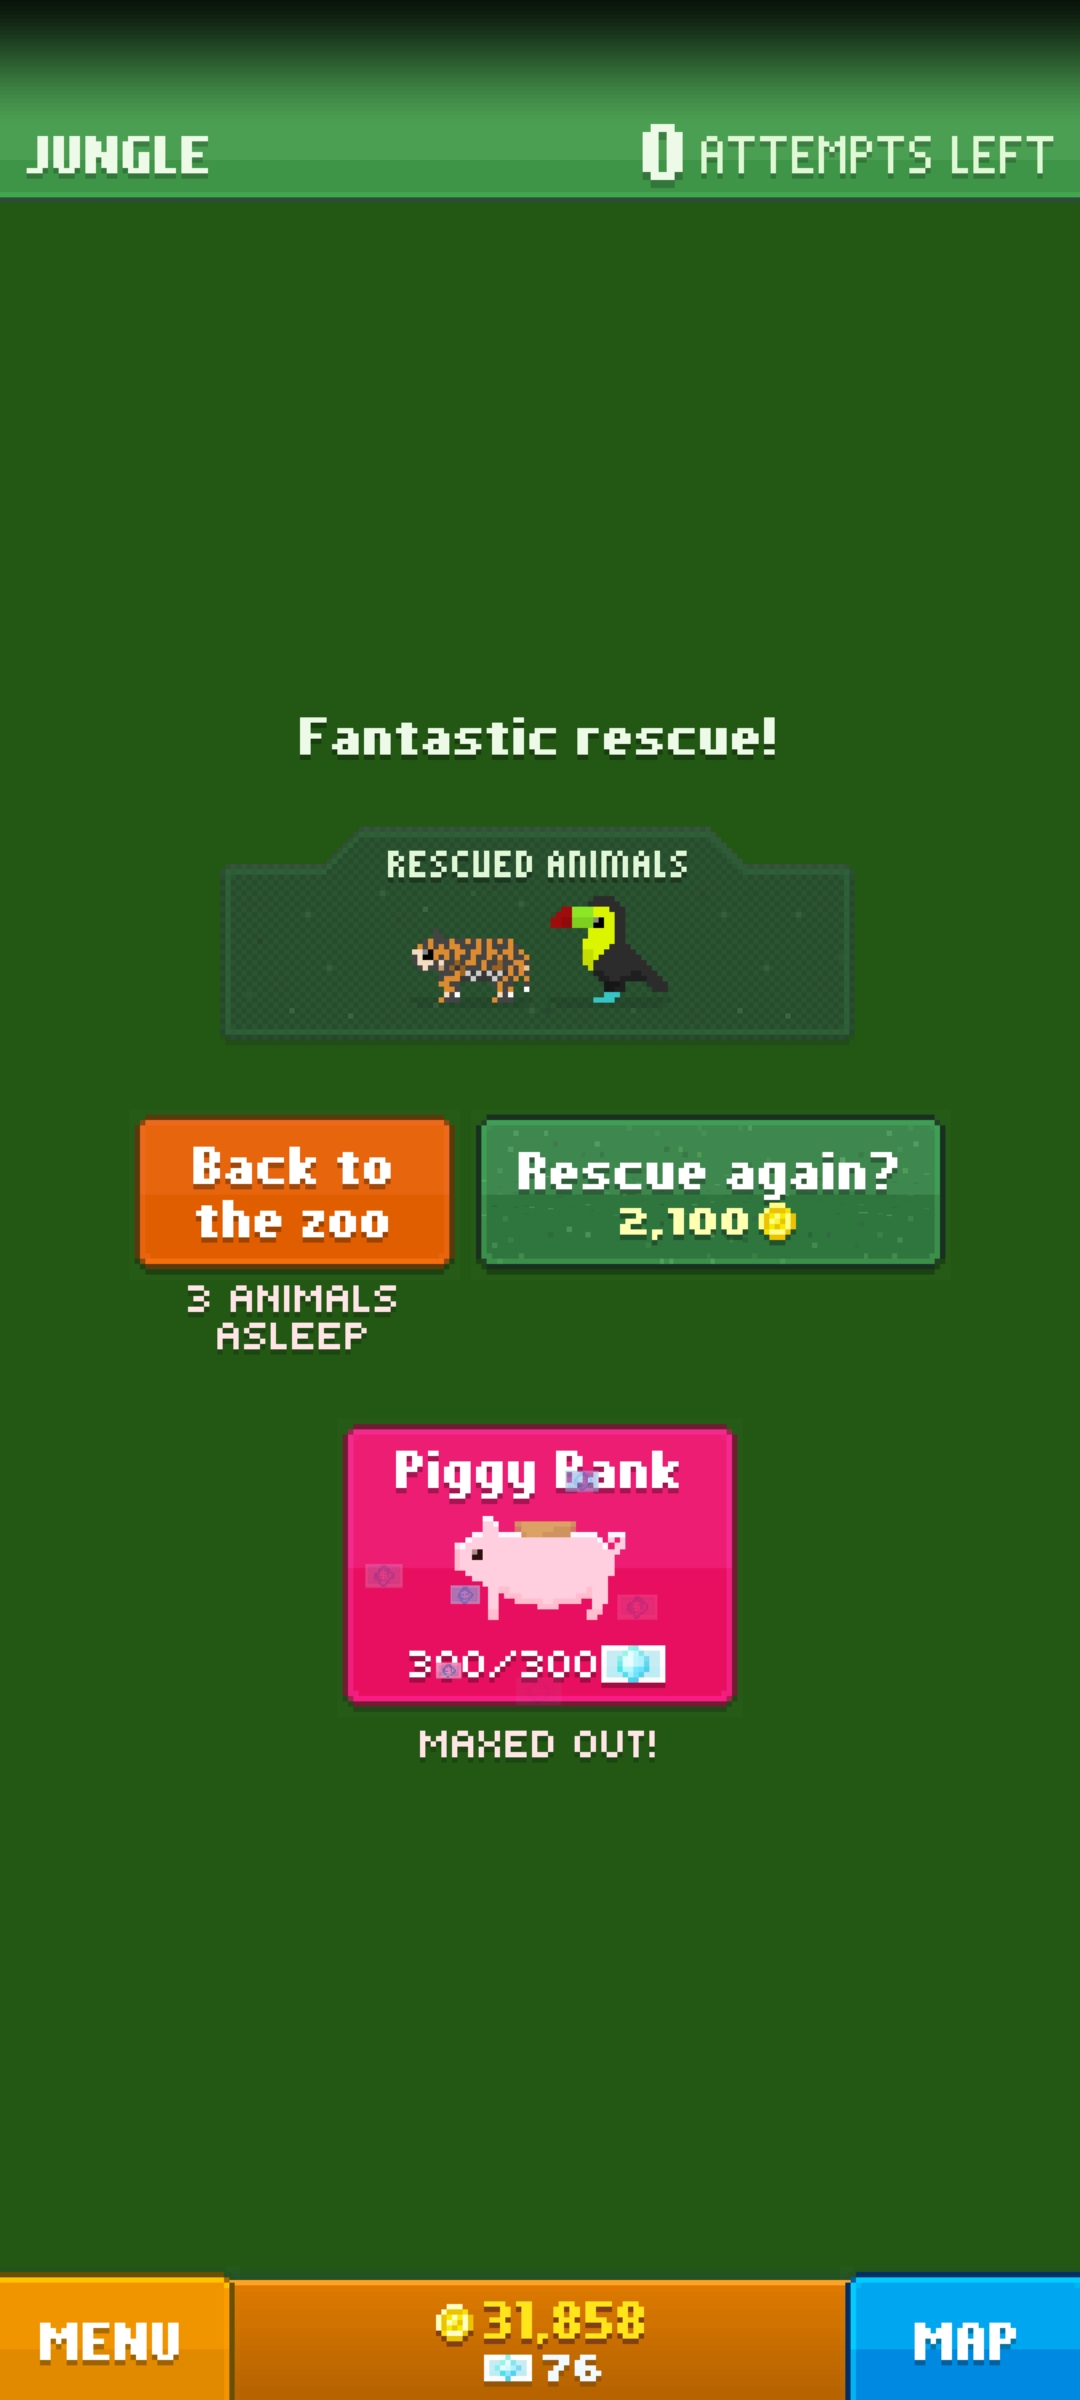 JUNGLE
0 ATTEMPTS LEFT
Fantastic rescue!
RESCUED ANIMALS
Back to
the zoo
Rescue again?
2,100
3 ANIMALS
ASLEEP
Piggy Bank
300/300
MAXED OUT!
MENU
31,858
76
MAP